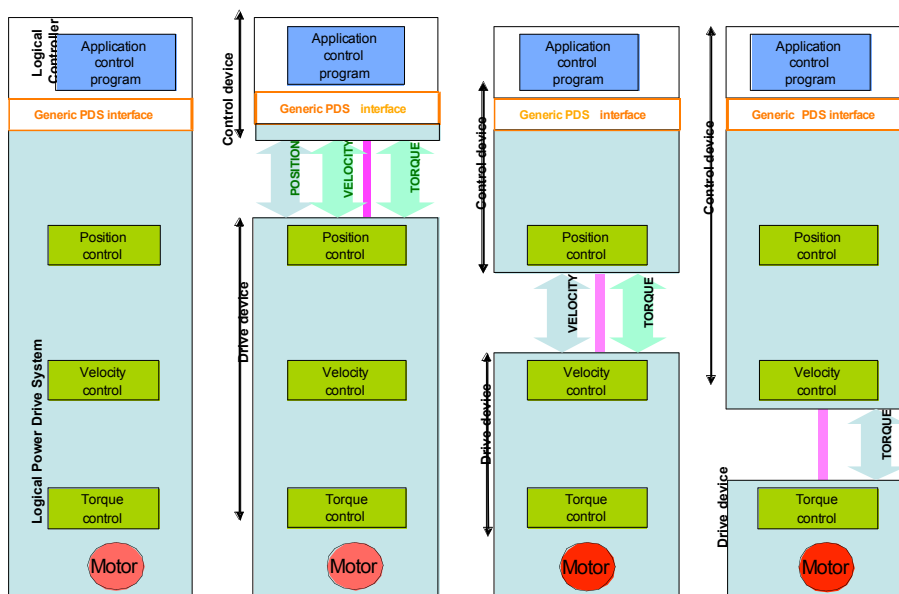 Logical
Controller
Application
control
program
Generic PDS interface
Position
control
Velocity
control
Logical Power Drive System
Torque
control
Motor
Control device
Application
control
program
Generic PDS interface
POSITION
VELOCITY
TORQUE
Drive device
Position
control
Velocity
control
Torque
control
Motor
Control device
Application
control
program
Generic PDS interface
Position
control
VELOCITY
TORQUE
Drive device
Velocity
control
Torque
control
Motor
Control device
Application
control
program
Generic PDS interface
Position
control
Velocity
control
TORQUE
Drive device
Torque
control
Motor